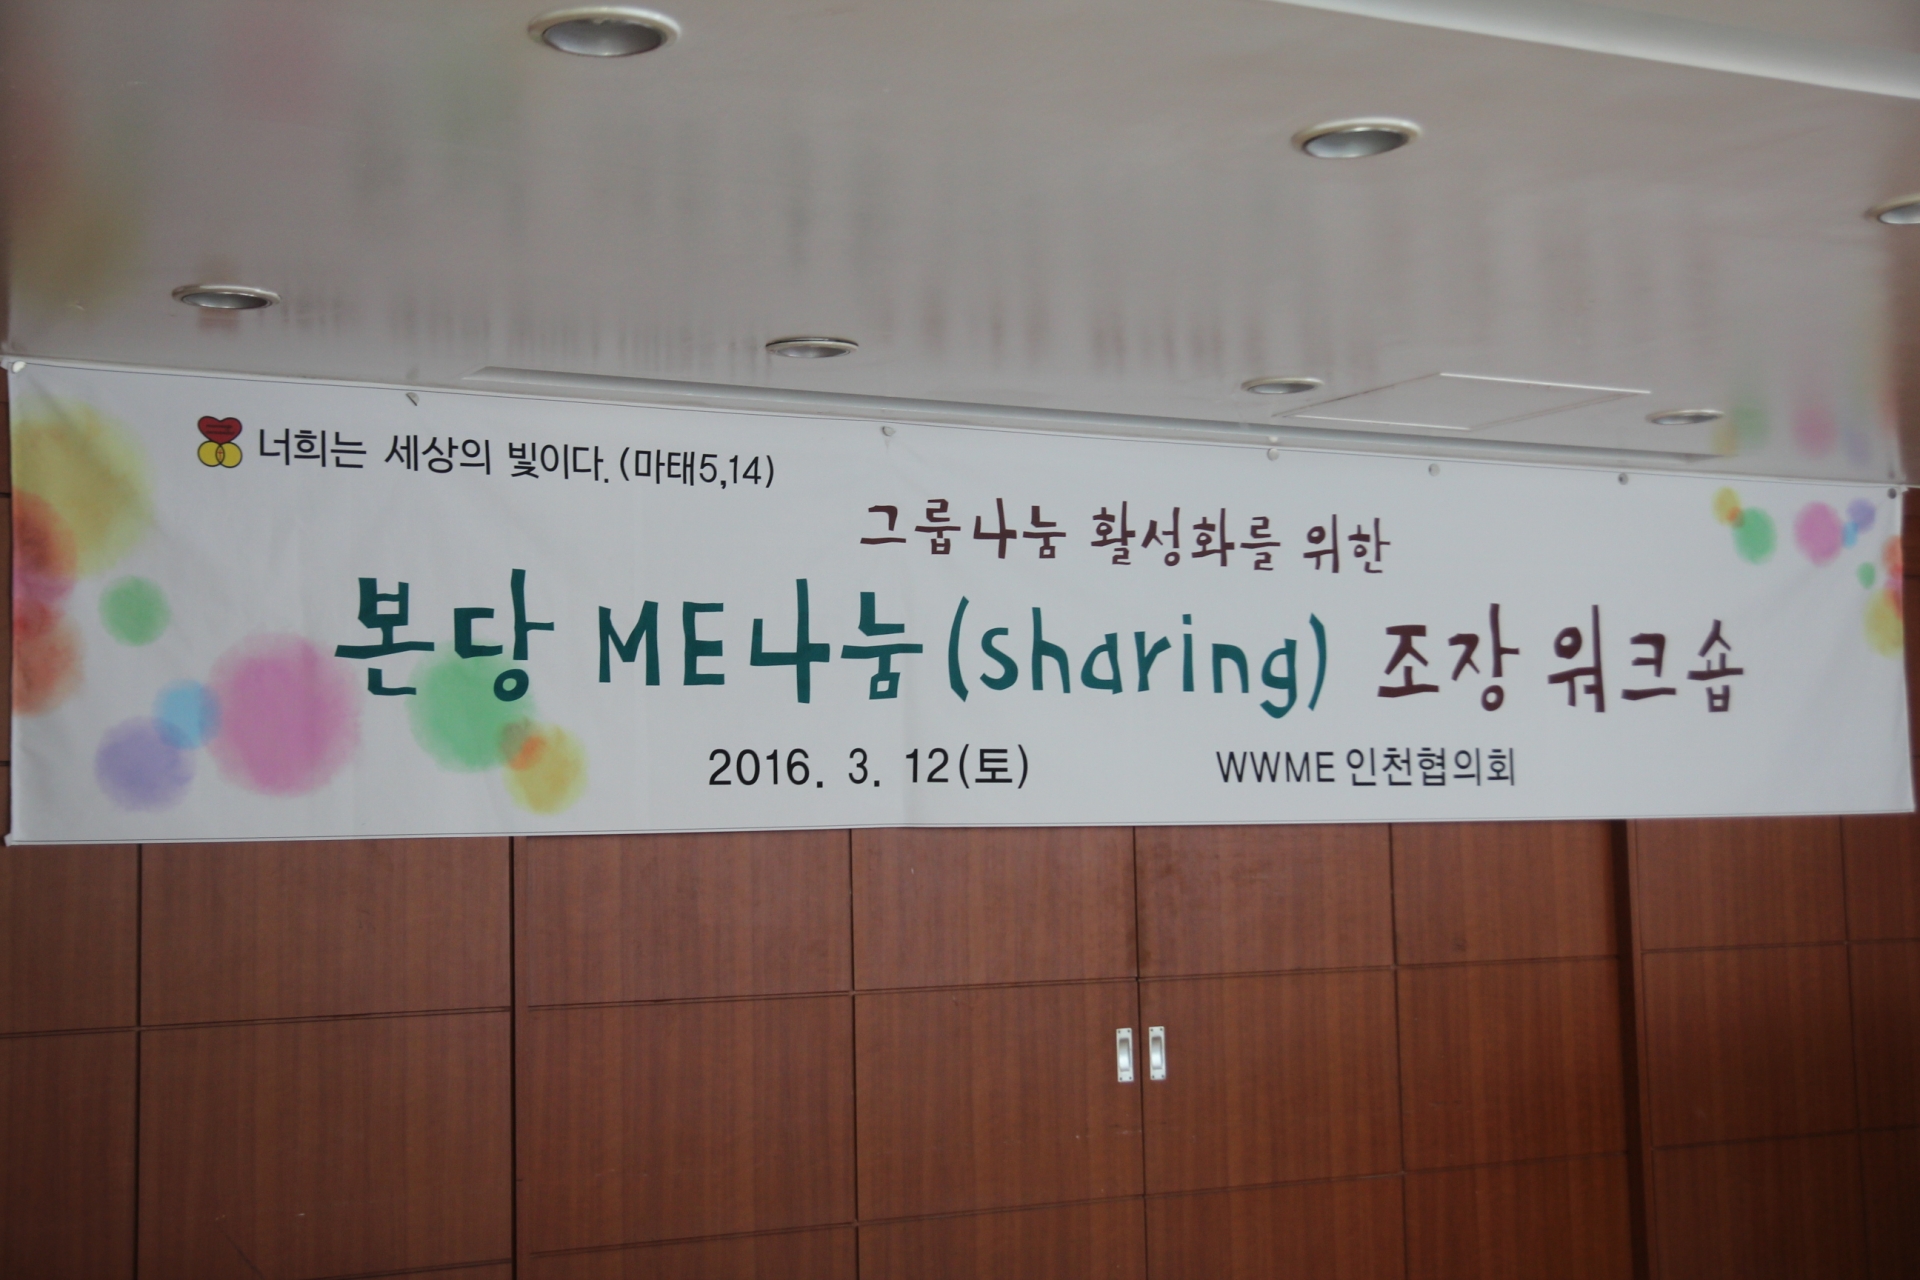 너희는 세상의 빛이다. (마태5,14)
그룹나눔 활성화를 위한
본당 ME나눔(sharing) 조장 워크숍
2016. 3. 12(토) WWME 인천협의회